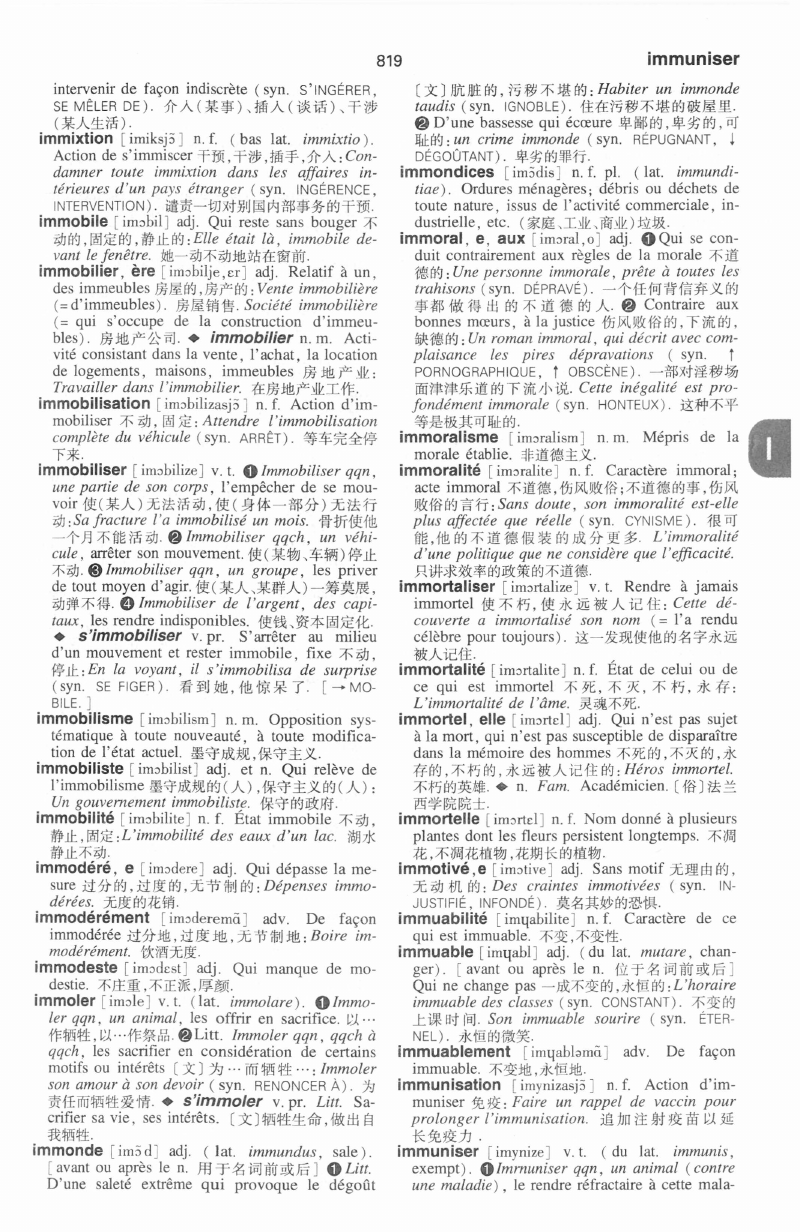 819
immuniser
intervenir de façon indiscrète (syn. S'INGÉRER,
SE MÊLER DE). 介入(某事)、插入(谈话)、干涉
(某人生活).
immixtion [imiksjɔ̃] n. f. (bas lat. immixtio).
Action de s'immiscer 干预,干涉,插手,介入: Con-
damner toute immixtion dans les affaires in-
térieures d'un pays étranger (syn. INGÉRENCE,
INTERVENTION). 谴责一切对别国内部事务的干预.
immobile [imɔbil] adj. Qui reste sans bouger 不
动的,固定的,静止的: Elle était là, immobile de-
vant le fenêtre. 她一动不动地站在窗前.
immobilier, ère [imɔbilje,ɛr] adj. Relatif à un,
des immeubles 房屋的,房产的: Vente immobilière
(=d'immeubles). 房屋销售. Société immobilière
(= qui s'occupe de la construction d'immeu-
bles). 房地产公司. ◆ immobilier n. m. Acti-
vité consistant dans la vente, l'achat, la location
de logements, maisons, immeubles 房地产业:
Travailler dans l'immobilier. 在房地产业工作.
immobilisation [imɔbilizasjɔ̃] n. f. Action d'im-
mobiliser 不动,固定: Attendre l'immobilisation
complète du véhicule (syn. ARRÊT). 等车完全停
下来.
immobiliser [imɔbilize] v. t. ❶ Immobiliser qqn,
une partie de son corps, l'empêcher de se mou-
voir 使(某人)无法活动,使(身体一部分)无法行
动: Sa fracture l'a immobilisé un mois. 骨折使他
一个月不能活动. ❷ Immobiliser qqch, un véhi-
cule, arrêter son mouvement. 使(某物、车辆)停止
不动. ❸ Immobiliser qqn, un groupe, les priver
de tout moyen d'agir. 使(某人、某群人)一筹莫展,
动弹不得. ❹ Immobiliser de l'argent, des capi-
taux, les rendre indisponibles. 使钱、资本固定化.
◆ s'immobiliser v. pr. S'arrêter au milieu
d'un mouvement et rester immobile, fixe 不动,
停止: En la voyant, il s'immobilisa de surprise
(syn. SE FIGER). 看到她,他惊呆了. [→MO-
BILE.]
immobilisme [imɔbilism] n. m. Opposition sys-
tématique à toute nouveauté, à toute modifica-
tion de l'état actuel. 墨守成规,保守主义.
immobiliste [imɔbilist] adj. et n. Qui relève de
l'immobilisme 墨守成规的(人),保守主义的(人):
Un gouvernement immobiliste. 保守的政府.
immobilité [imɔbilite] n. f. État immobile 不动,
静止,固定: L'immobilité des eaux d'un lac. 湖水
静止不动.
immodéré, e [imɔdere] adj. Qui dépasse la me-
sure 过分的,过度的,无节制的: Dépenses immo-
dérées. 无度的花销.
immodérément [imɔderemɑ̃] adv. De façon
immodérée 过分地,过度地,无节制地: Boire im-
modérément. 饮酒无度.
immodeste [imɔdɛst] adj. Qui manque de mo-
destie. 不庄重,不正派,厚颜.
immoler [imɔle] v. t. (lat. immolare). ❶ Immo-
ler qqn, un animal, les offrir en sacrifice. 以…
作牺牲,以…作祭品. ❷ Litt. Immoler qqn, qqch à
qqch, les sacrifier en considération de certains
motifs ou intérêts [文]为…而牺牲…: Immoler
son amour à son devoir (syn. RENONCER À). 为
责任而牺牲爱情. ◆ s'immoler v. pr. Litt. Sa-
crifier sa vie, ses intérêts. [文]牺牲生命,做出自
我牺牲.
immonde [imɔ̃d] adj. (lat. immundus, sale).
[avant ou après le n. 用于名词前或后] ❶ Litt.
D'une saleté extrême qui provoque le dégoût
[文]肮脏的,污秽不堪的: Habiter un immonde
taudis (syn. IGNOBLE). 住在污秽不堪的破屋里.
❷ D'une bassesse qui écœure 卑鄙的,卑劣的,可
耻的: un crime immonde (syn. RÉPUGNANT, ↓
DÉGOÛTANT). 卑劣的罪行.
immondices [imɔ̃dis] n. f. pl. (lat. immundi-
tiae). Ordures ménagères; débris ou déchets de
toute nature, issus de l'activité commerciale, in-
dustrielle, etc. (家庭、工业、商业)垃圾.
immoral, e, aux [imɔral,o] adj. ❶ Qui se con-
duit contrairement aux règles de la morale 不道
德的: Une personne immorale, prête à toutes les
trahisons (syn. DÉPRAVÉ). 一个任何背信弃义的
事都做得出的不道德的人. ❷ Contraire aux
bonnes mœurs, à la justice 伤风败俗的,下流的,
缺德的: Un roman immoral, qui décrit avec com-
plaisance les pires dépravations (syn. ↑
PORNOGRAPHIQUE, ↑ OBSCÈNE). 一部对淫秽场
面津津乐道的下流小说. Cette inégalité est pro-
fondément immorale (syn. HONTEUX). 这种不平
等是极其可耻的.
immoralisme [imɔralism] n. m. Mépris de la
morale établie. 非道德主义.
immoralité [imɔralite] n. f. Caractère immoral;
acte immoral 不道德,伤风败俗;不道德的事,伤风
败俗的言行: Sans doute, son immoralité est-elle
plus affectée que réelle (syn. CYNISME). 很可
能,他的不道德假装的成分更多. L'immoralité
d'une politique que ne considère que l'efficacité.
只讲求效率的政策的不道德.
immortaliser [imɔrtalize] v. t. Rendre à jamais
immortel 使不朽,使永远被人记住: Cette dé-
couverte a immortalisé son nom (= l'a rendu
célèbre pour toujours). 这一发现使他的名字永远
被人记住.
immortalité [imɔrtalite] n. f. État de celui ou de
ce qui est immortel 不死,不灭,不朽,永存:
L'immortalité de l'âme. 灵魂不死.
immortel, elle [imɔrtɛl] adj. Qui n'est pas sujet
à la mort, qui n'est pas susceptible de disparaître
dans la mémoire des hommes 不死的,不灭的,永
存的,不朽的,永远被人记住的: Héros immortel.
不朽的英雄. ◆ n. Fam. Académicien. [俗]法兰
西学院院士.
immortelle [imɔrtɛl] n. f. Nom donné à plusieurs
plantes dont les fleurs persistent longtemps. 不凋
花,不凋花植物,花期长的植物.
immotivé,e [imɔtive] adj. Sans motif 无理由的,
无动机的: Des craintes immotivées (syn. IN-
JUSTIFIÉ, INFONDÉ). 莫名其妙的恐惧.
immuabilité [imɥabilite] n. f. Caractère de ce
qui est immuable. 不变,不变性.
immuable [imɥabl] adj. (du lat. mutare, chan-
ger). [avant ou après le n. 位于名词前或后]
Qui ne change pas 一成不变的,永恒的: L'horaire
immuable des classes (syn. CONSTANT). 不变的
上课时间. Son immuable sourire (syn. ÉTER-
NEL). 永恒的微笑.
immuablement [imɥabləmɑ̃] adv. De façon
immuable. 不变地,永恒地.
immunisation [imynizasjɔ̃] n. f. Action d'im-
muniser 免疫: Faire un rappel de vaccin pour
prolonger l'immunisation. 追加注射疫苗以延
长免疫力.
immuniser [imynize] v. t. (du lat. immunis,
exempt). ❶ Immuniser qqn, un animal (contre
une maladie), le rendre réfractaire à cette mala-
I